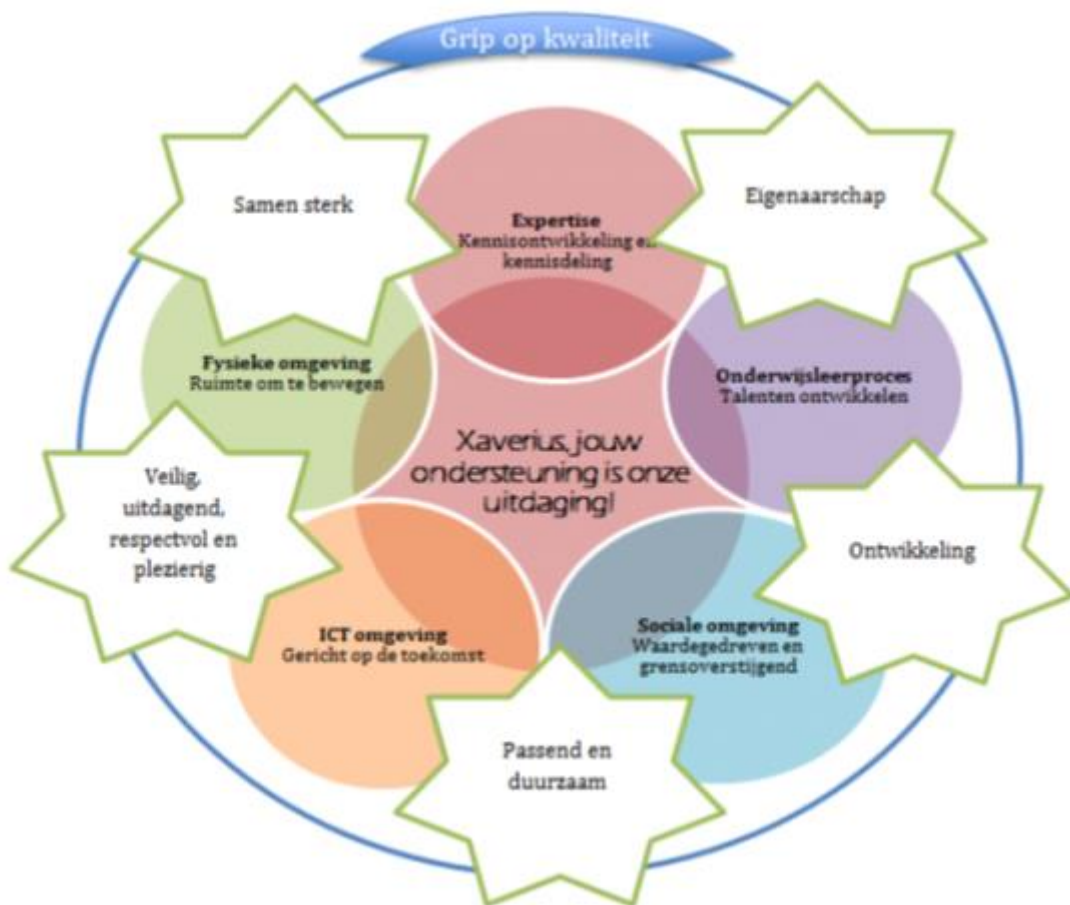 Grip op kwaliteit
Samen sterk
Eigenaarschap
Expertise
Kennisontwikkeling en
kennisdeling
Fysieke omgeving
Ruimte om te bewegen
Onderwijsleerproces
Talenten ontwikkelen
Xaverius, jouw
ondersteuning is onze
uitdaging!
Veilig,
uitdagend,
respectvol en
plezierig
Ontwikkeling
ICT omgeving
Gericht op de toekomst
Sociale omgeving
Waardegedreven en
grensoverstijgend
Passend en
duurzaam